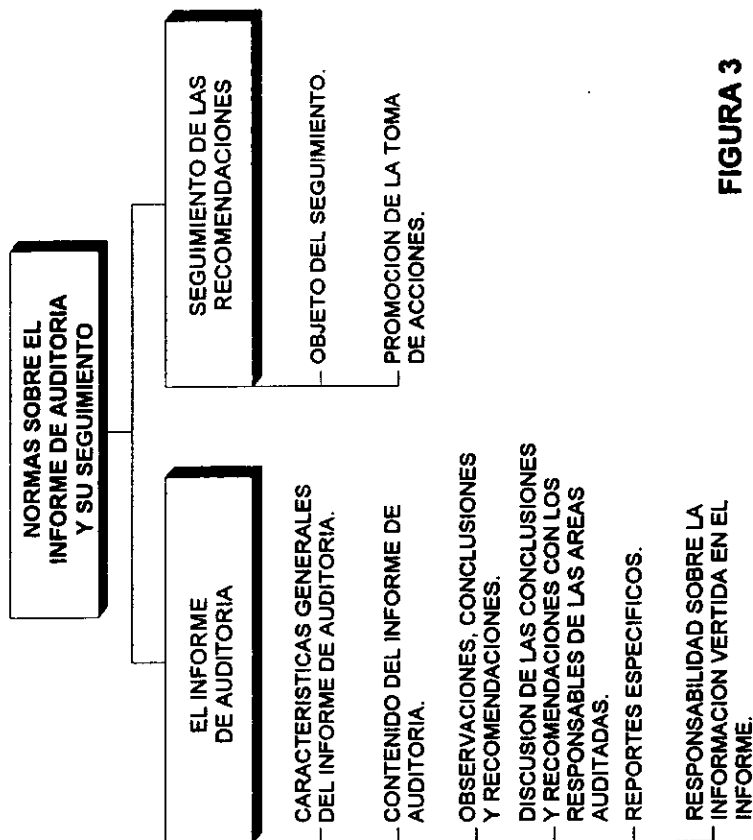 NORMAS SOBRE EL
INFORME DE AUDITORIA
Y SU SEGUIMIENTO
EL INFORME
DE AUDITORIA
CARACTERISTICAS GENERALES
DEL INFORME DE AUDITORIA.
CONTENIDO DEL INFORME DE
AUDITORIA.
OBSERVACIONES, CONCLUSIONES
Y RECOMENDACIONES.
DISCUSION DE LAS CONCLUSIONES
Y RECOMENDACIONES CON LOS
RESPONSABLES DE LAS AREAS
AUDITADAS.
REPORTES ESPECIFICOS.
RESPONSABILIDAD SOBRE LA
INFORMACION VERTIDA EN EL
INFORME.
SEGUIMIENTO DE LAS
RECOMENDACIONES
OBJETO DEL SEGUIMIENTO.
PROMOCION DE LA TOMA
DE ACCIONES.
FIGURA 3